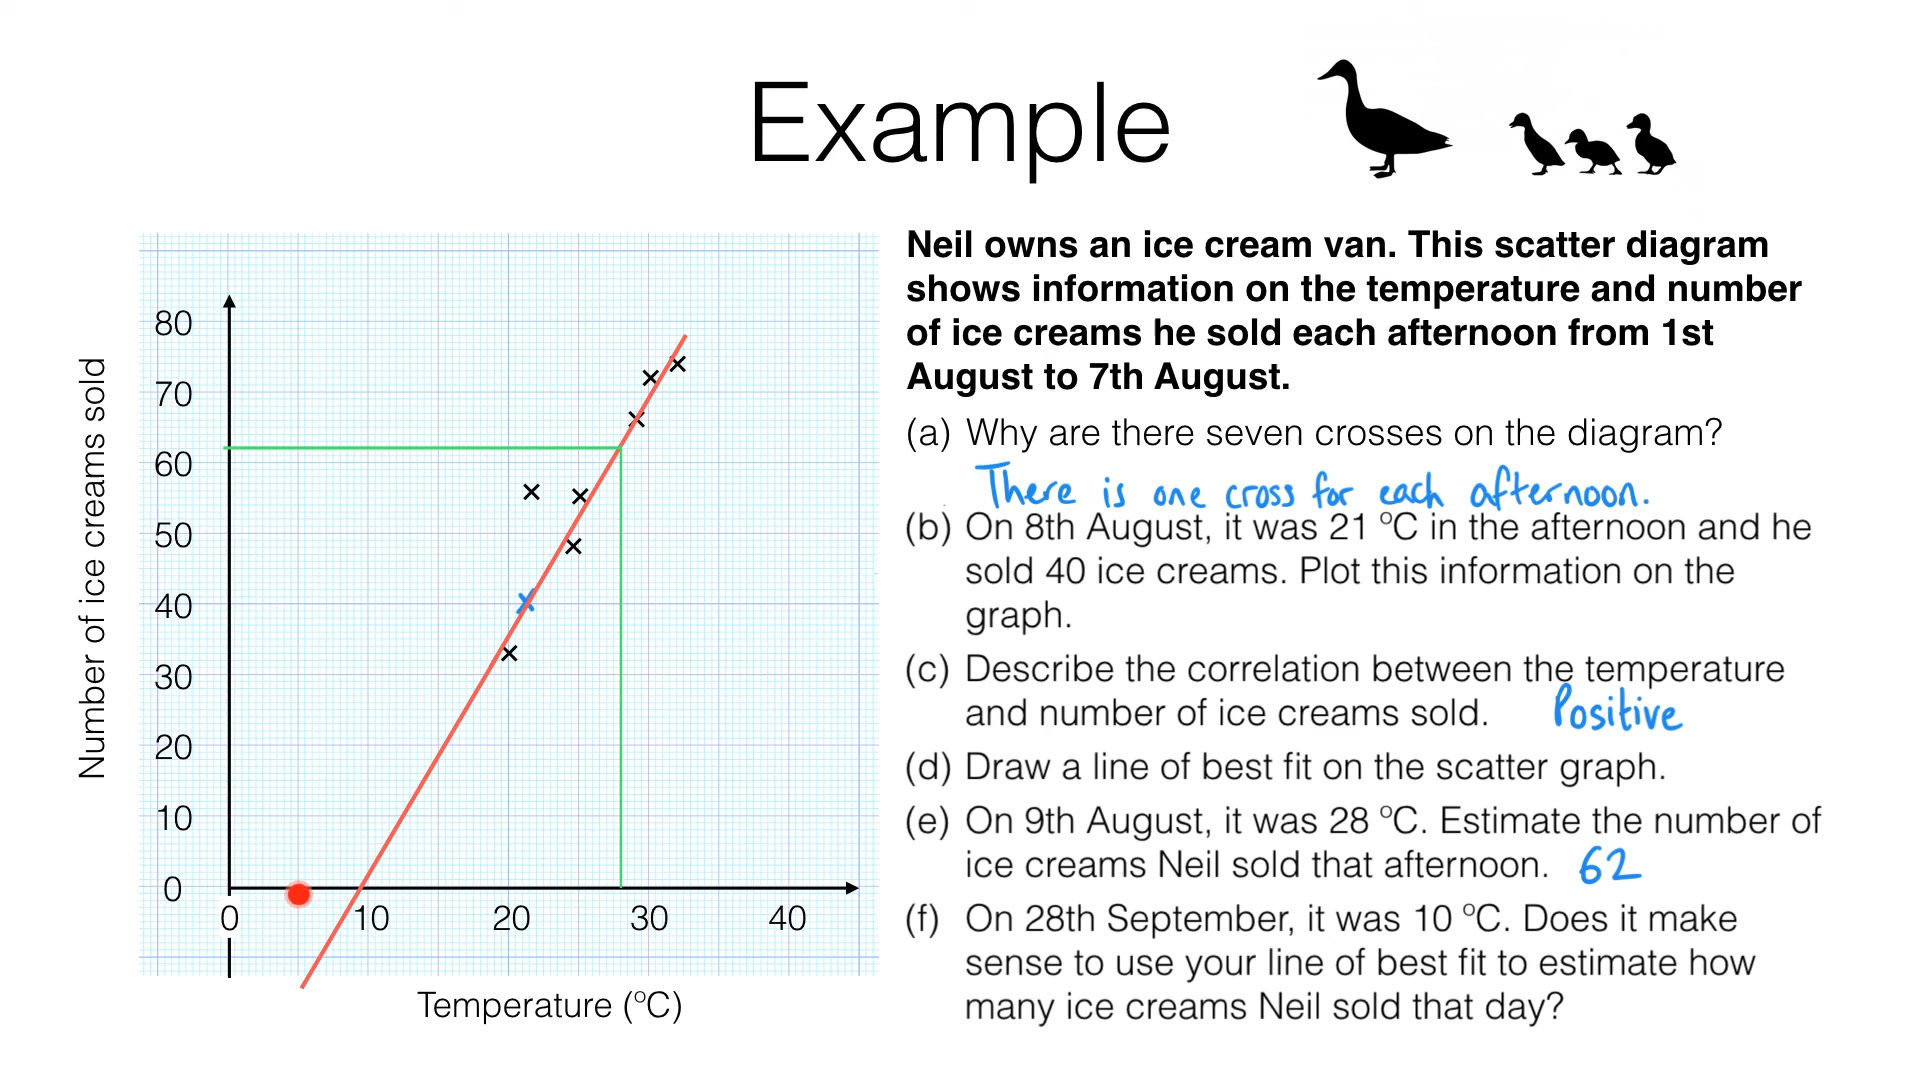 Example
Neil owns an ice cream van. This scatter diagram
shows information on the temperature and number
of ice creams he sold each afternoon from 1st
August to 7th August.
(a) Why are there seven crosses on the diagram?
There is one cross for each afternoon.
(b) On 8th August, it was 21 ºC in the afternoon and he
sold 40 ice creams. Plot this information on the
graph.
(c) Describe the correlation between the temperature
and number of ice creams sold. Positive
(d) Draw a line of best fit on the scatter graph.
(e) On 9th August, it was 28 ºC. Estimate the number of
ice creams Neil sold that afternoon. 62
(f) On 28th September, it was 10 ºC. Does it make
sense to use your line of best fit to estimate how
many ice creams Neil sold that day?
Number of ice creams sold
80
70
60
50
40
30
20
10
0
0 10 20 30 40
Temperature (ºC)